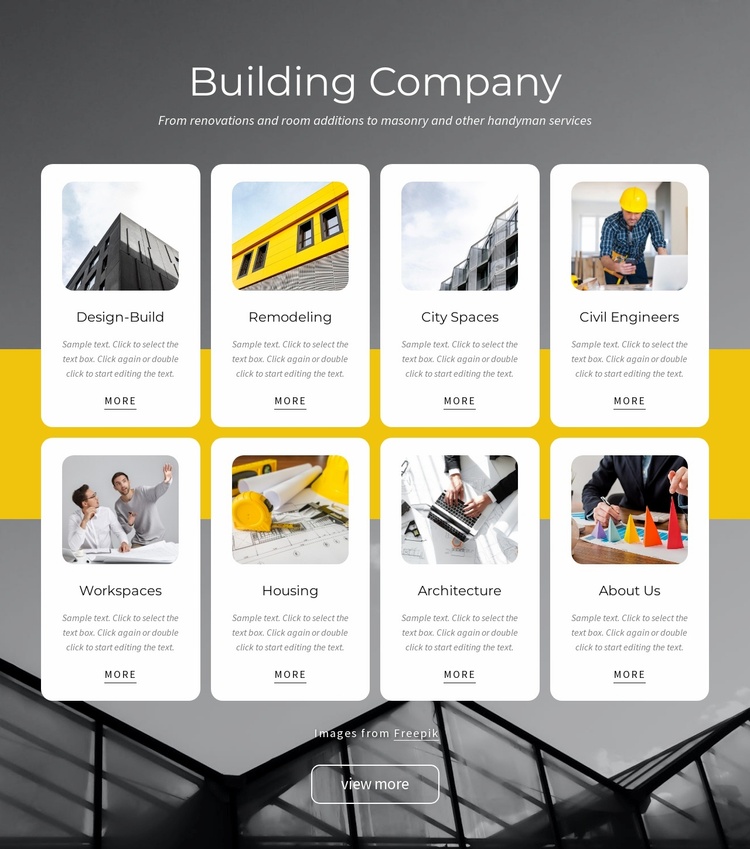 Building Company
From renovations and room additions to masonry and other handyman services
Design-Build
Sample text. Click to select the
text box. Click again or double
click to start editing the text.
MORE
Remodeling
Sample text. Click to select the
text box. Click again or double
click to start editing the text.
MORE
City Spaces
Sample text. Click to select the
text box. Click again or double
click to start editing the text.
MORE
Civil Engineers
Sample text. Click to select the
text box. Click again or double
click to start editing the text.
MORE
Workspaces
Sample text. Click to select the
text box. Click again or double
click to start editing the text.
MORE
Housing
Sample text. Click to select the
text box. Click again or double
click to start editing the text.
MORE
Architecture
Sample text. Click to select the
text box. Click again or double
click to start editing the text.
MORE
About Us
Sample text. Click to select the
text box. Click again or double
click to start editing the text.
MORE
Images from Freepik
view more